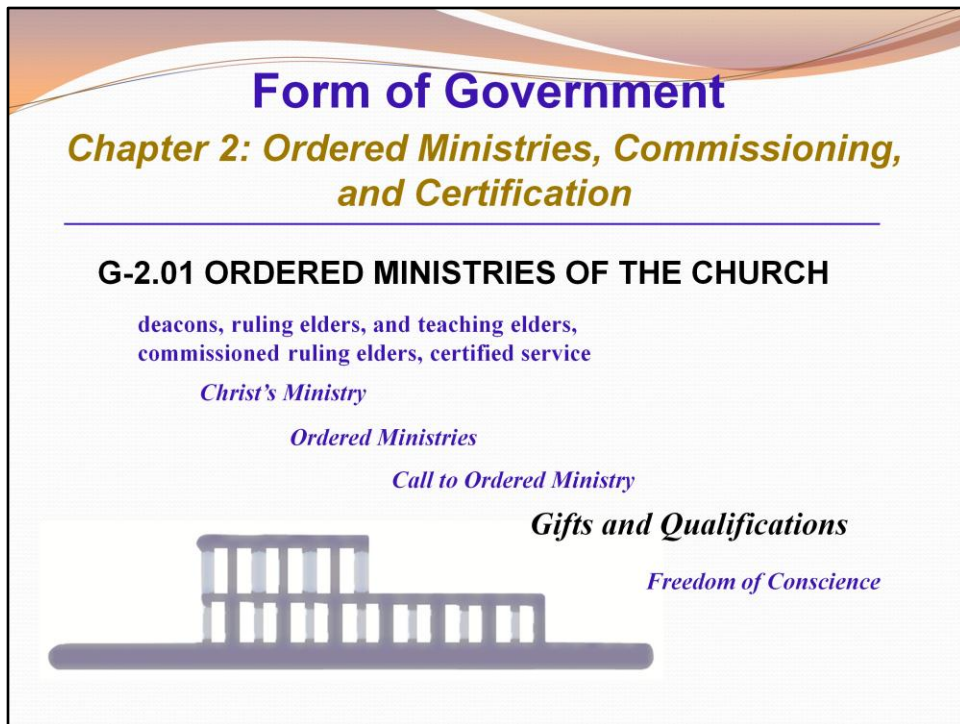 Form of Government
Chapter 2: Ordered Ministries, Commissioning,
and Certification
G-2.01 ORDERED MINISTRIES OF THE CHURCH
deacons, ruling elders, and teaching elders,
commissioned ruling elders, certified service
Christ’s Ministry
Ordered Ministries
Call to Ordered Ministry
Gifts and Qualifications
Freedom of Conscience